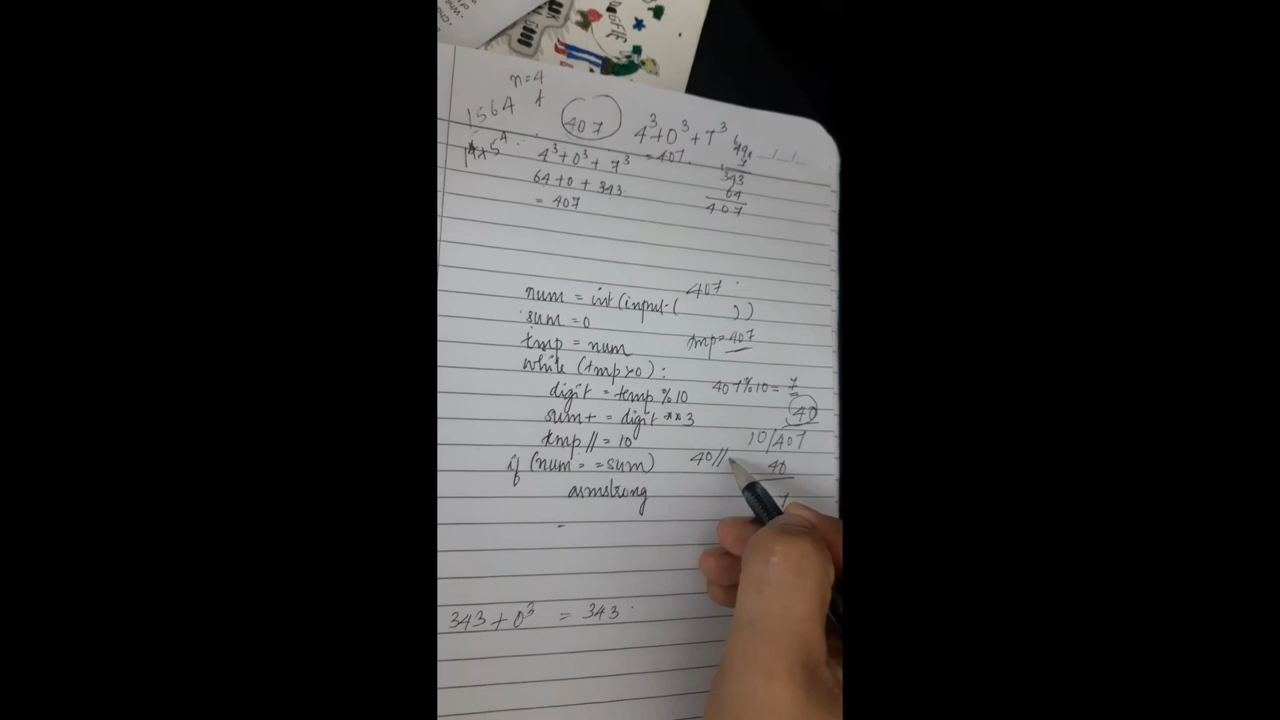 n=4
1564
407
4³+0³+7³
=407.
1⁴+5⁴
4³+0³+7³
64+0+343
= 407
343
64
407
407
num = int(input(          ))
sum = 0
tmp = num
tmp=407
while (tmp>0):
digit = temp % 10
407%10 = 7
40
sum+ = digit ** 3
tmp // = 10
10/407
if (num = = sum)
40//
40
armstrong
343 + 0³ = 343